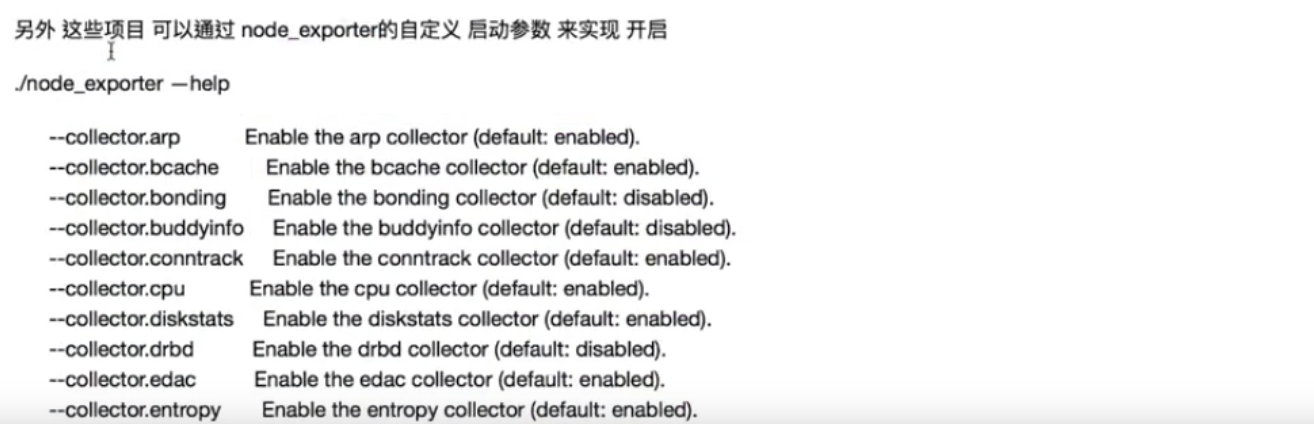 另外 这些项目 可以通过 node_exporter的自定义 启动参数 来实现 开启
./node_exporter —help
--collector.arp Enable the arp collector (default: enabled).
--collector.bcache Enable the bcache collector (default: enabled).
--collector.bonding Enable the bonding collector (default: disabled).
--collector.buddyinfo Enable the buddyinfo collector (default: disabled).
--collector.conntrack Enable the conntrack collector (default: enabled).
--collector.cpu Enable the cpu collector (default: enabled).
--collector.diskstats Enable the diskstats collector (default: enabled).
--collector.drbd Enable the drbd collector (default: disabled).
--collector.edac Enable the edac collector (default: enabled).
--collector.entropy Enable the entropy collector (default: enabled).